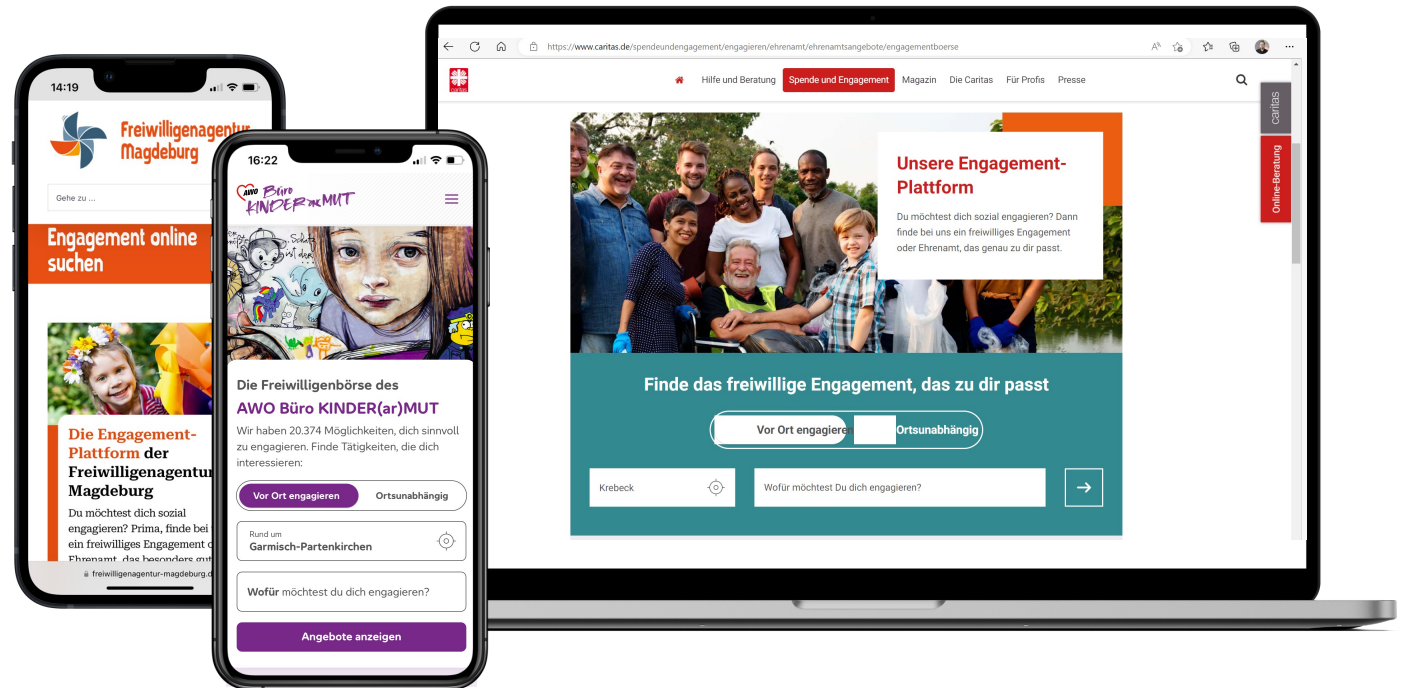 14:19
Freiwilligenagentur
Magdeburg
Gehe zu ...
Engagement online
suchen
Die Engagement-
Plattform der
Freiwilligenagentur
Magdeburg
Du möchtest dich sozial
engagieren? Prima, finde bei
ein freiwilliges Engagement
Ehrenamt, das besonders gut
freiwilligenagentur-magdeburg.d
16:22
AWO Büro
KINDER(ar)MUT
Die Freiwilligenbörse des
AWO Büro KINDER(ar)MUT
Wir haben 20.374 Möglichkeiten, dich sinnvoll
zu engagieren. Finde Tätigkeiten, die dich
interessieren:
Vor Ort engagieren Ortsunabhängig
Rund um
Garmisch-Partenkirchen
Wofür möchtest du dich engagieren?
Angebote anzeigen
https://www.caritas.de/spendeundengagement/engagieren/ehrenamt/ehrenamtsangebote/engagementboerse
caritas
Hilfe und Beratung Spende und Engagement Magazin Die Caritas Für Profis Presse
caritas
Online-Beratung
Unsere Engagement-
Plattform
Du möchtest dich sozial engagieren? Dann
finde bei uns ein freiwilliges Engagement
oder Ehrenamt, das genau zu dir passt.
Finde das freiwillige Engagement, das zu dir passt
Vor Ort engagieren Ortsunabhängig
Krebeck
Wofür möchtest Du dich engagieren?